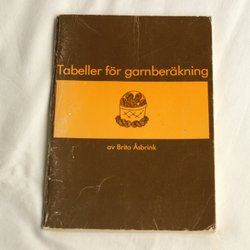 Tabeller för garnberäkning
av Brita Åsbrink